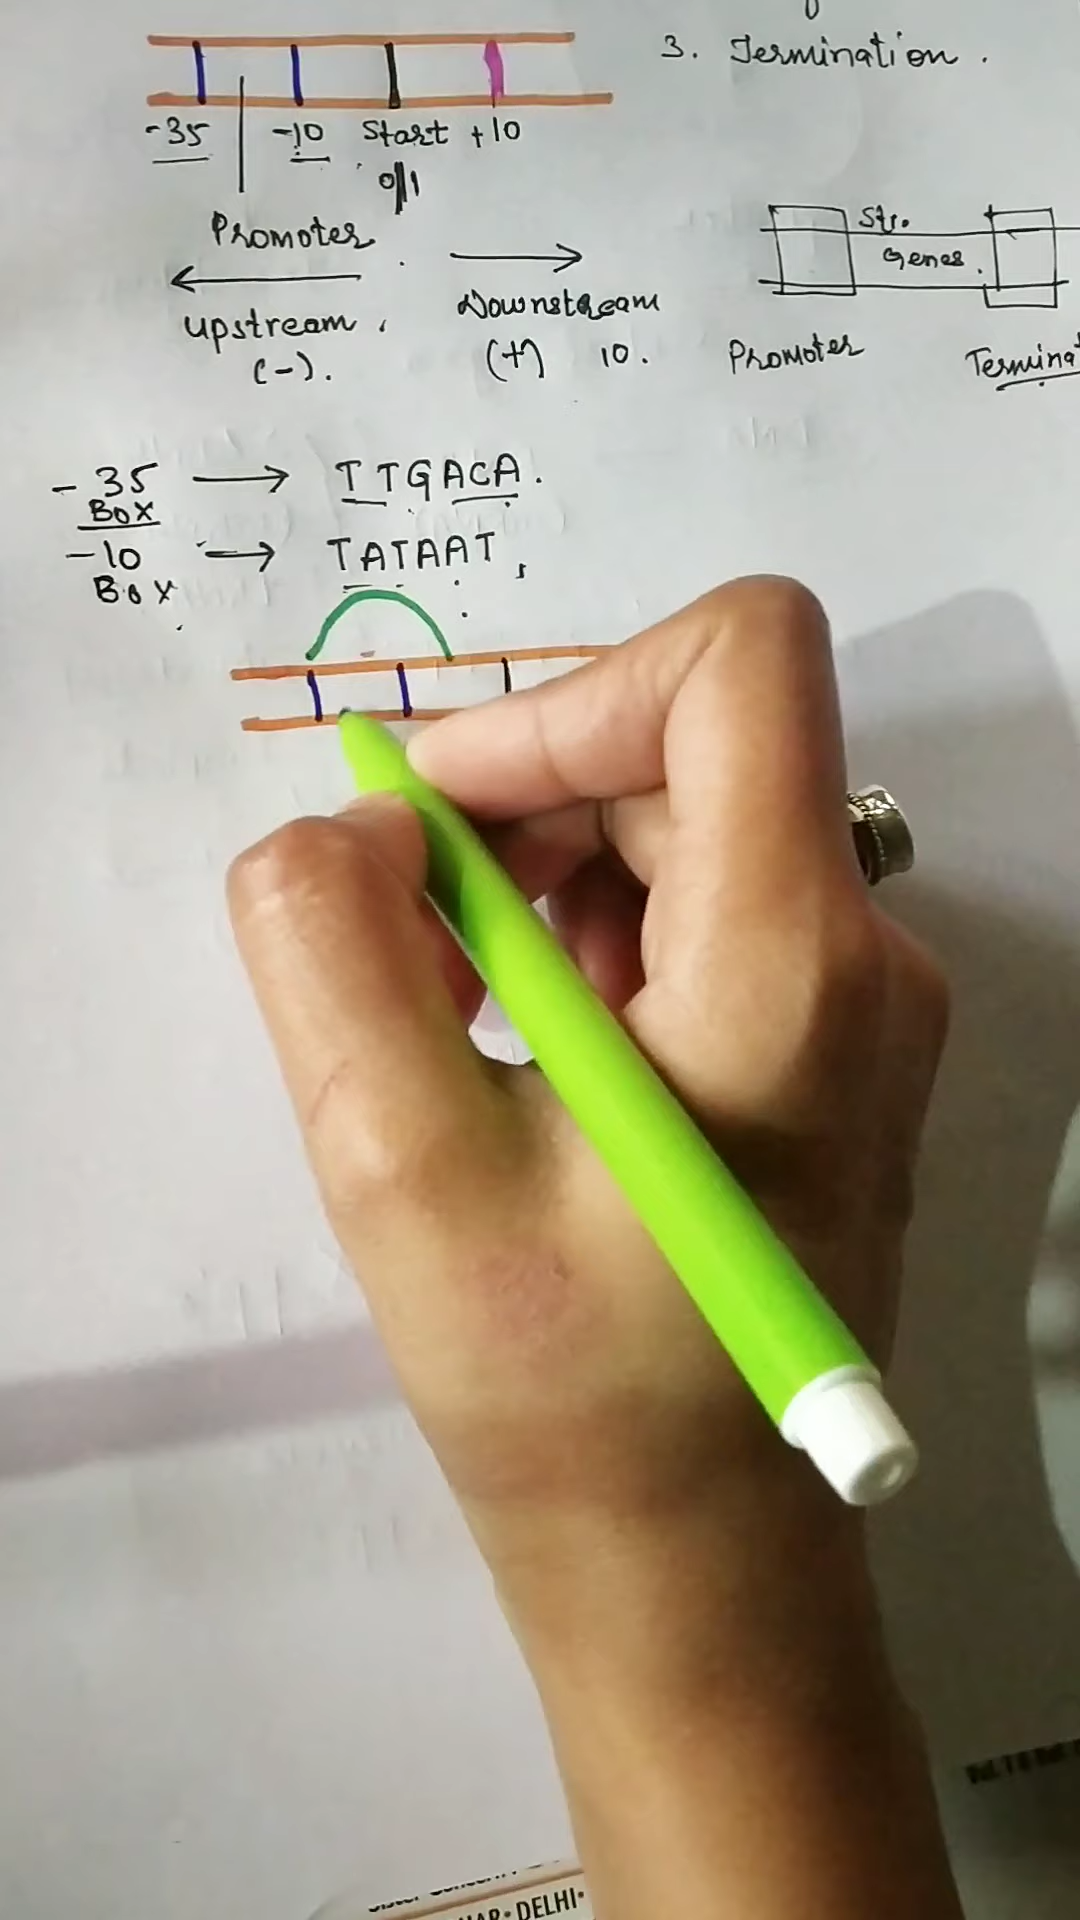 3. Termination.
-35 -10 Start +10
0/1
Promoter
upstream
(-).
Downstream
(+) 10.
Str.
Genes.
Promoter
-35 → TTGACA.
Box
-10 → TATAAT,
Box
DELHI•